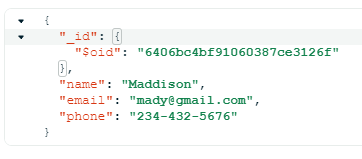 {
"_id": {
"$oid": "6406bc4bf91060387ce3126f"
},
"name": "Maddison",
"email": "mady@gmail.com",
"phone": "234-432-5676"
}